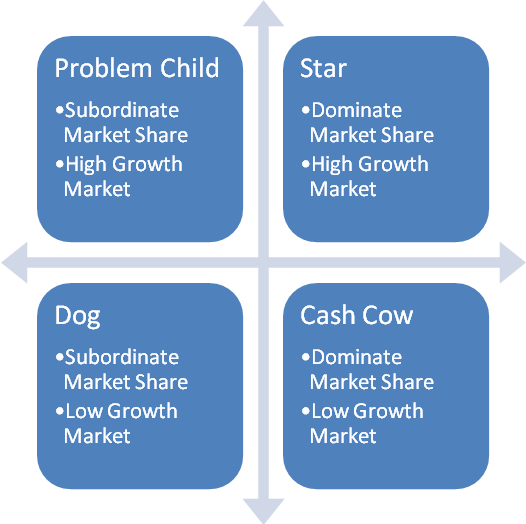 Problem Child
•Subordinate
Market Share
•High Growth
Market
Star
•Dominate
Market Share
•High Growth
Market
Dog
•Subordinate
Market Share
•Low Growth
Market
Cash Cow
•Dominate
Market Share
•Low Growth
Market